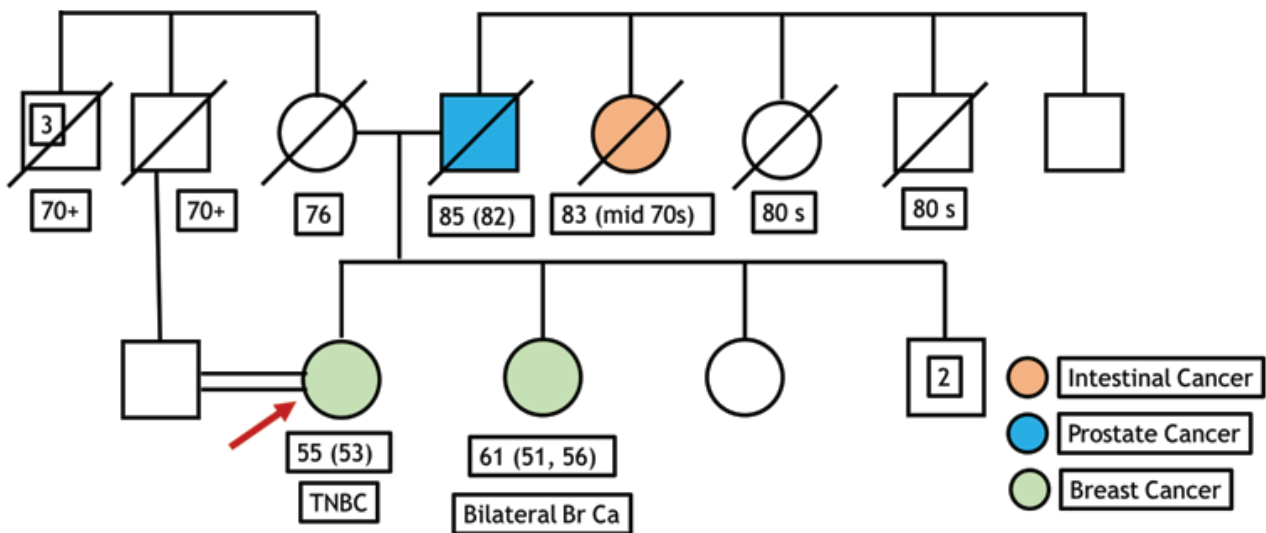 3
70+
70+
76
85 (82)
83 (mid 70s)
80 s
80 s
2
55 (53)
TNBC
61 (51, 56)
Bilateral Br Ca
Intestinal Cancer
Prostate Cancer
Breast Cancer